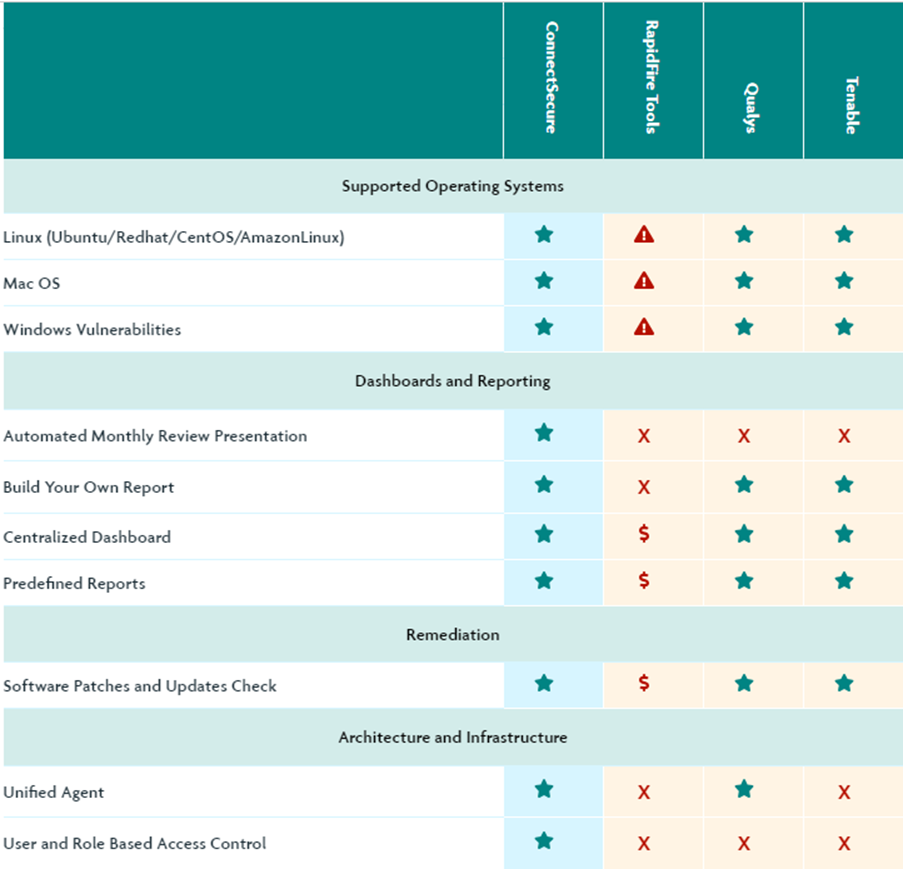 ConnectSecure
RapidFire Tools
Qualys
Tenable
Supported Operating Systems
Linux (Ubuntu/Redhat/CentOS/AmazonLinux)
Mac OS
Windows Vulnerabilities
Dashboards and Reporting
Automated Monthly Review Presentation
X X X
Build Your Own Report
X
Centralized Dashboard
$
Predefined Reports
$
Remediation
Software Patches and Updates Check
$
Architecture and Infrastructure
Unified Agent
X X
User and Role Based Access Control
X X X